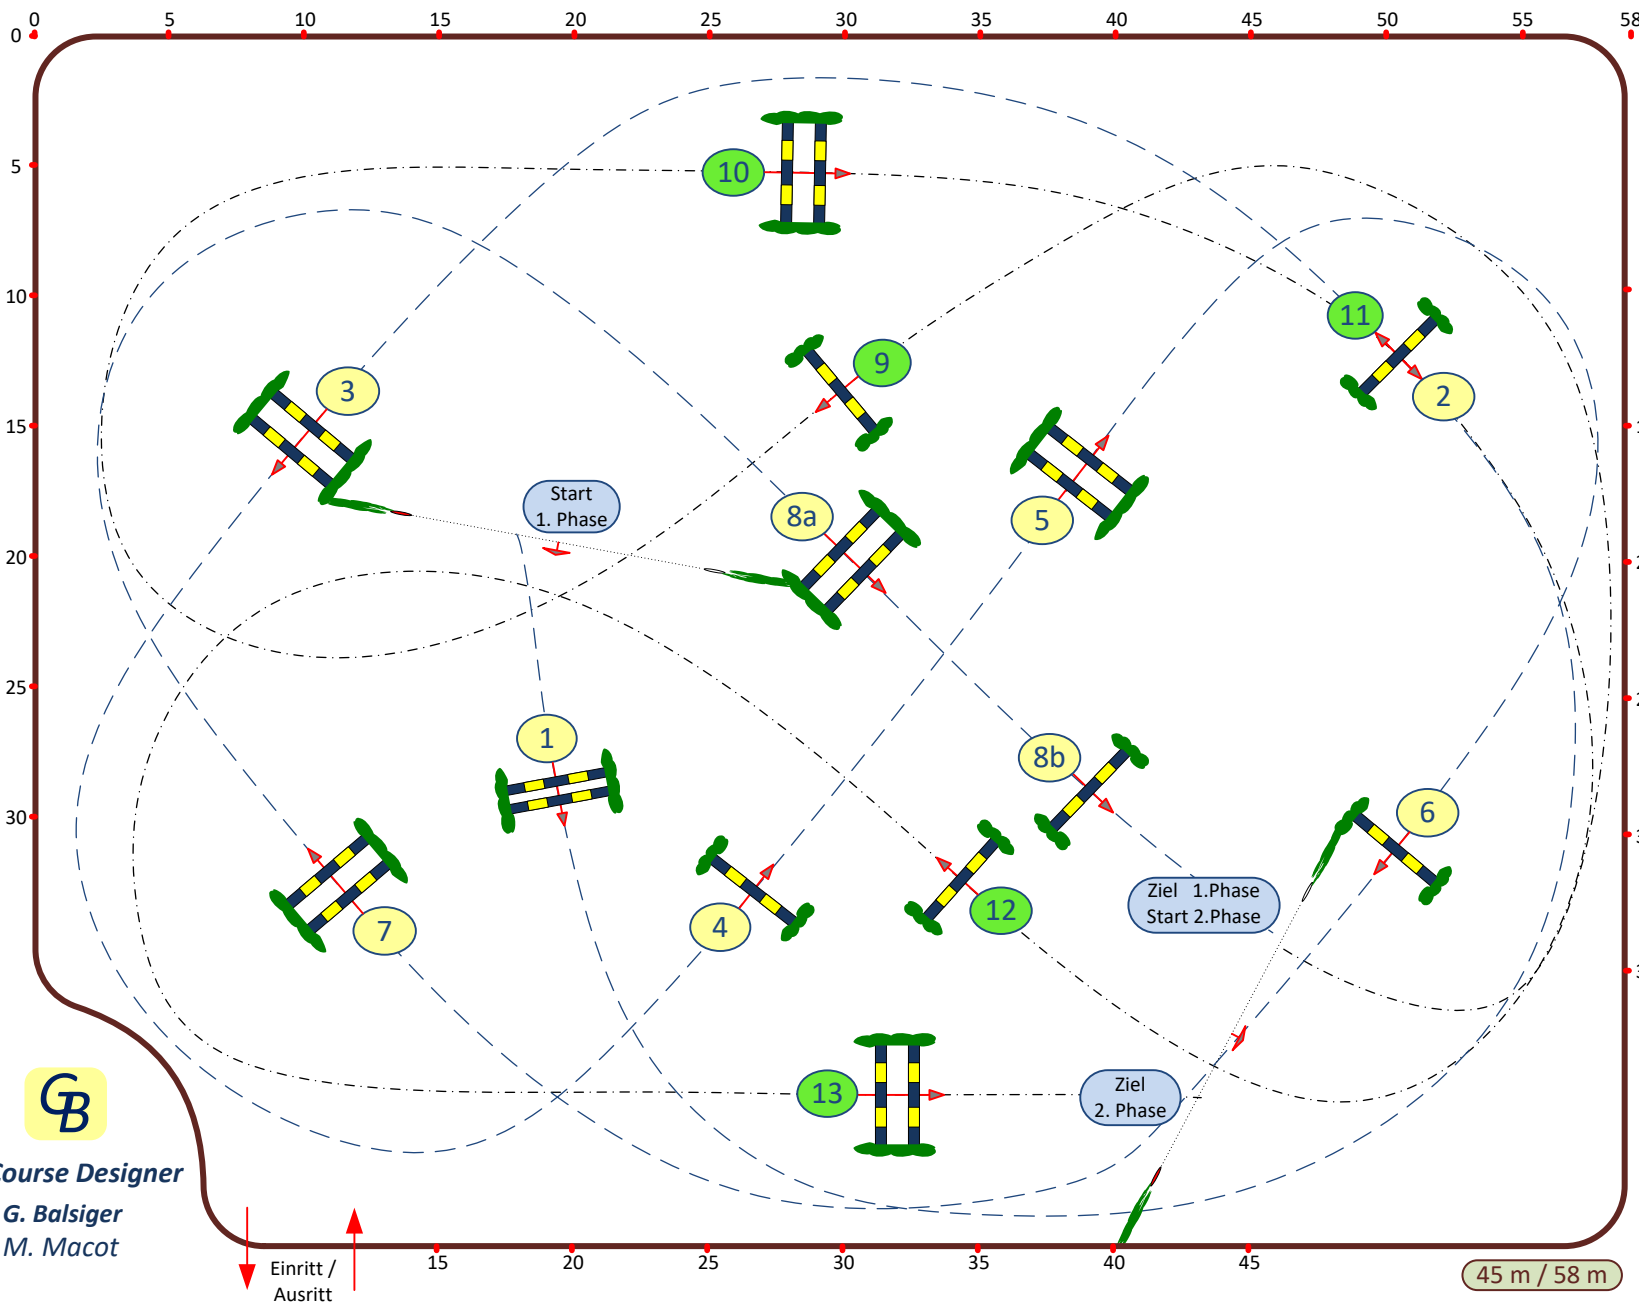 0 5 10 15 20 25 30 35 40 45 50 55 58
0
5
10
15
20
25
30
10
11
9
3
2
Start
1. Phase
8a
5
1
8b
6
12
Ziel 1.Phase
Start 2.Phase
4
7
13
Ziel
2. Phase
GB
Course Designer
G. Balsiger
M. Macot
15 20 25 30 35 40 45
Einritt /
Ausritt
45 m / 58 m